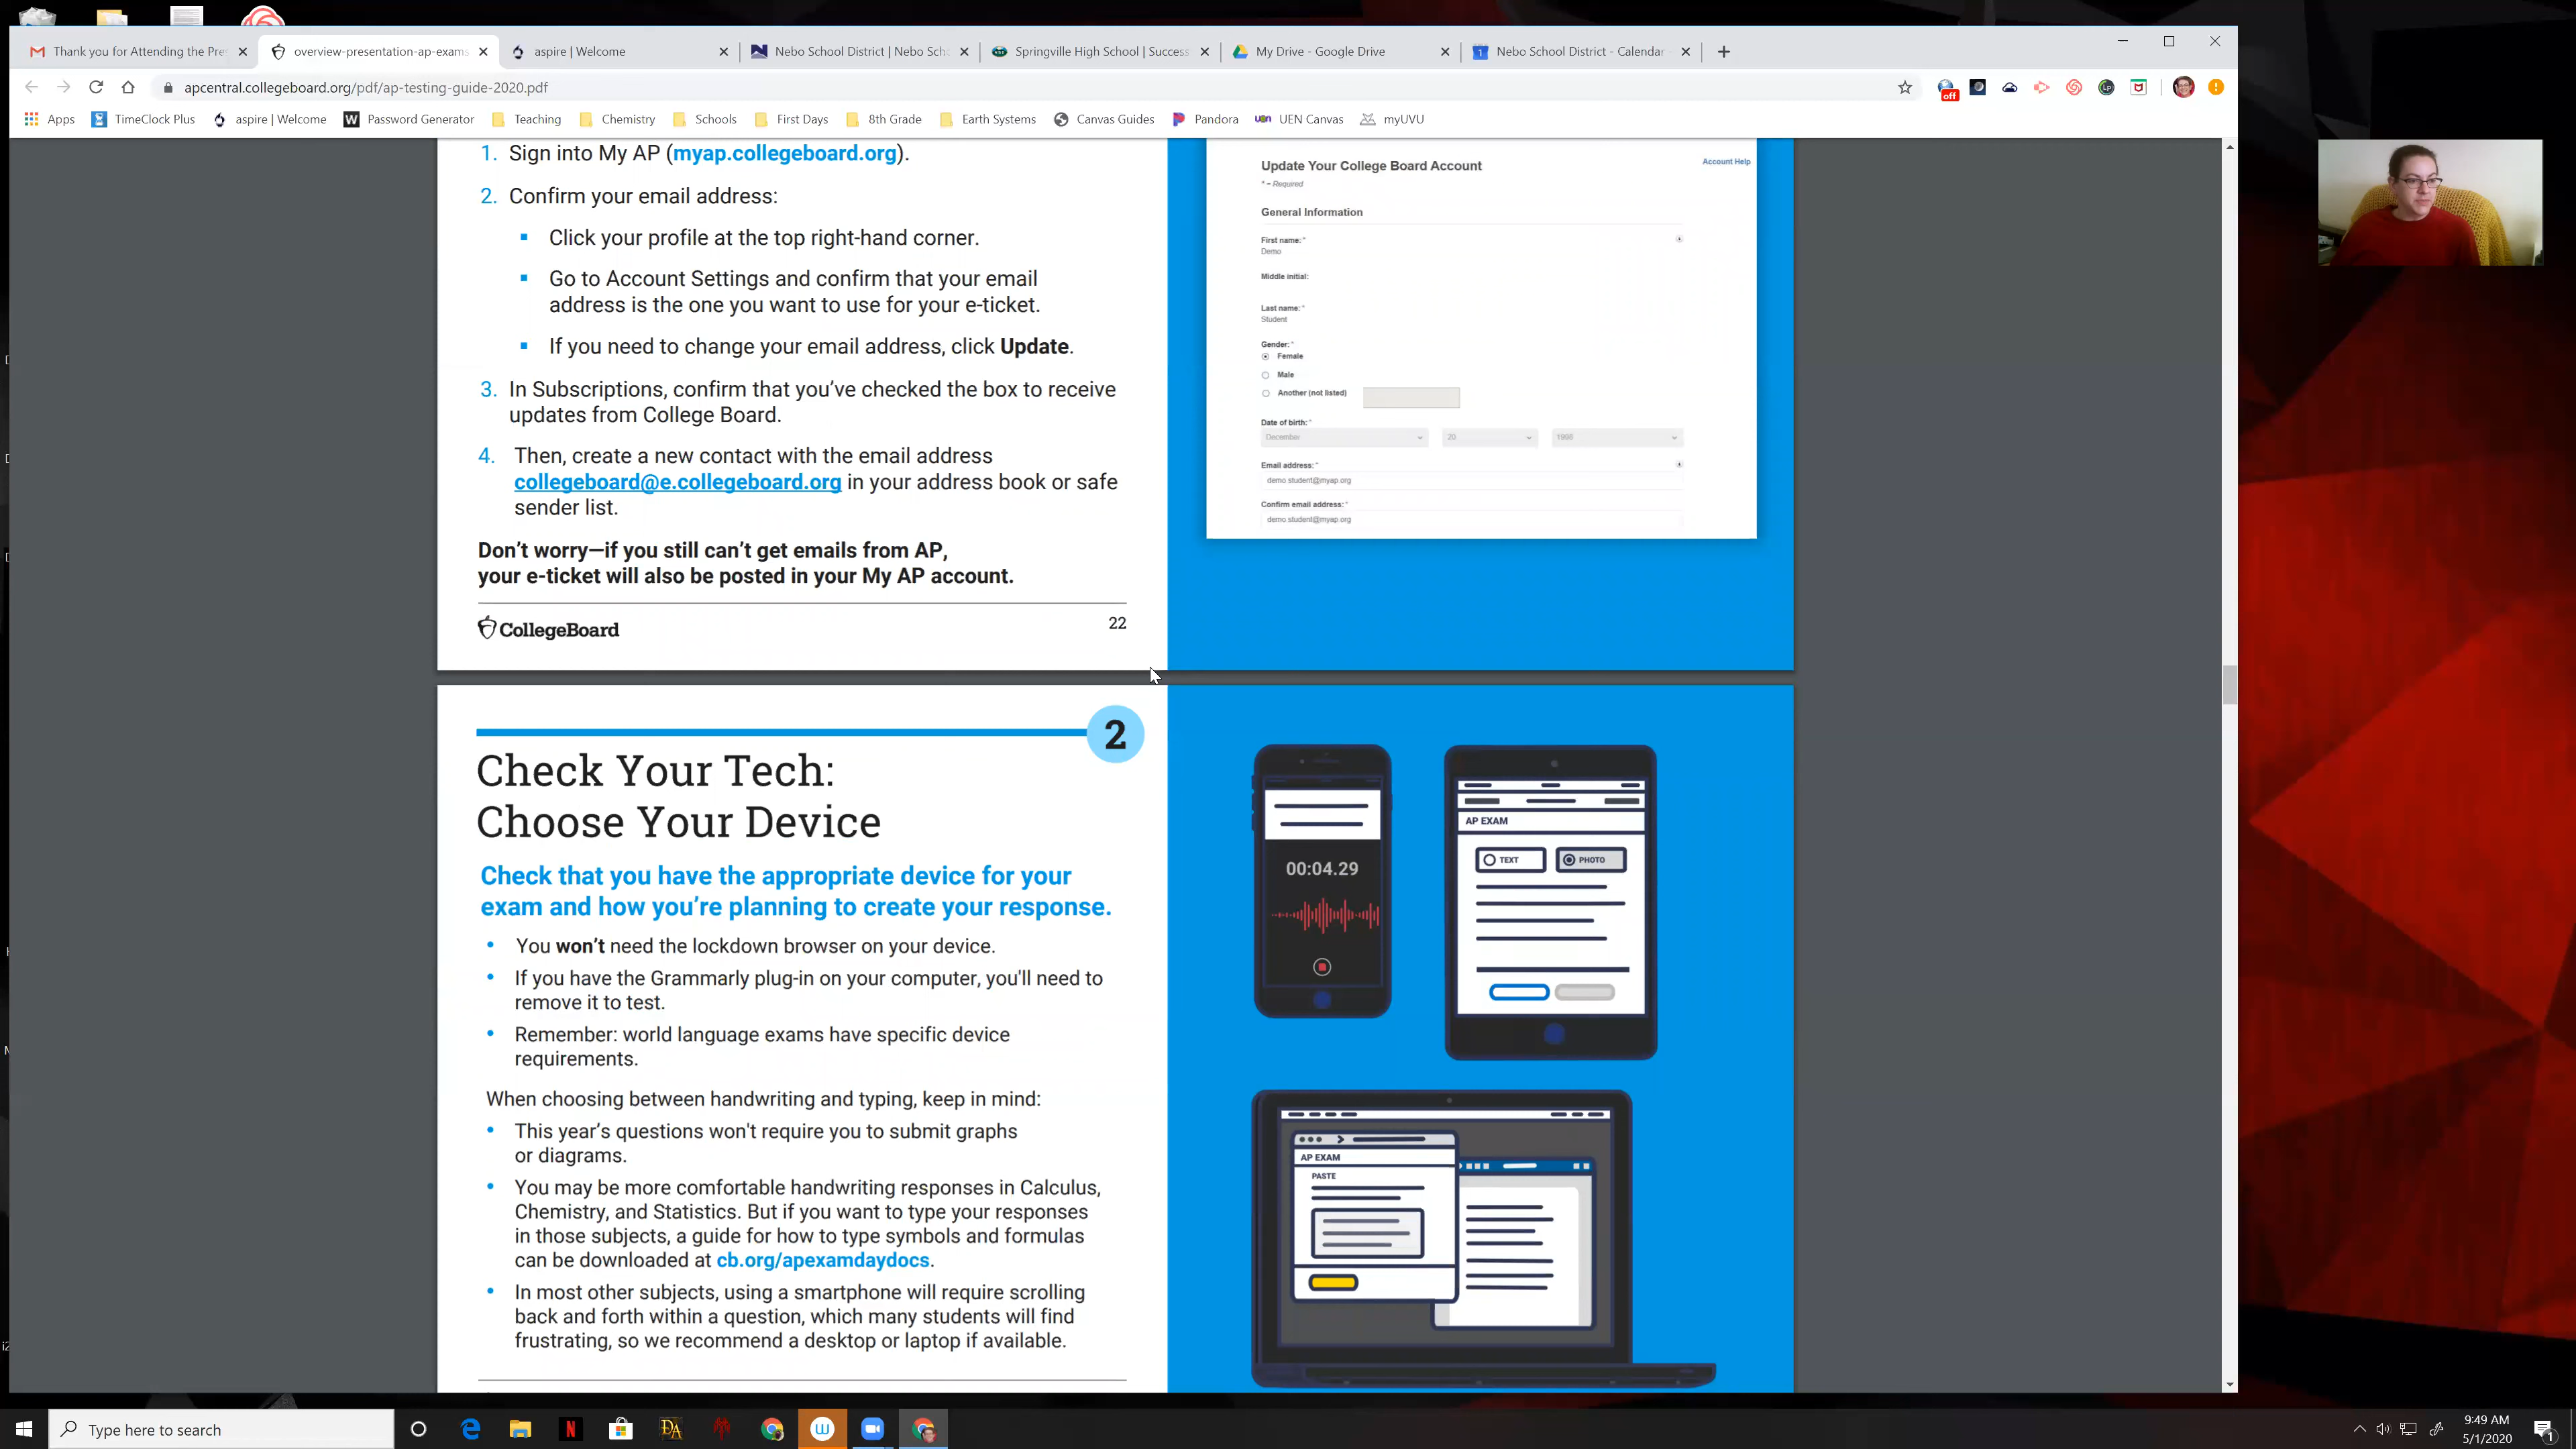 Thank you for Attending the Pre
overview-presentation-ap-exams
aspire | Welcome
Nebo School District | Nebo Sch
Springville High School | Success
My Drive - Google Drive
Nebo School District - Calendar
apcentral.collegeboard.org/pdf/ap-testing-guide-2020.pdf
off
Apps
TimeClock Plus
aspire | Welcome
Password Generator
Teaching
Chemistry
Schools
First Days
8th Grade
Earth Systems
Canvas Guides
Pandora
UEN Canvas
myUVU
1. Sign into My AP (myap.collegeboard.org).
2. Confirm your email address:
▪ Click your profile at the top right-hand corner.
▪ Go to Account Settings and confirm that your email
address is the one you want to use for your e-ticket.
▪ If you need to change your email address, click Update.
3. In Subscriptions, confirm that you've checked the box to receive
updates from College Board.
4. Then, create a new contact with the email address
collegeboard@e.collegeboard.org in your address book or safe
sender list.
Don't worry—if you still can't get emails from AP,
your e-ticket will also be posted in your My AP account.
CollegeBoard
22
Update Your College Board Account
Account Help
* = Required
General Information
First name: *
Demo
Middle initial:
Last name: *
Student
Gender: *
Female
Male
Another (not listed)
Date of birth: *
December
20
1998
Email address: *
demo.student@myap.org
Confirm email address: *
demo.student@myap.org
2
Check Your Tech:
Choose Your Device
Check that you have the appropriate device for your
exam and how you're planning to create your response.
• You won't need the lockdown browser on your device.
• If you have the Grammarly plug-in on your computer, you'll need to
remove it to test.
• Remember: world language exams have specific device
requirements.
When choosing between handwriting and typing, keep in mind:
• This year's questions won't require you to submit graphs
or diagrams.
• You may be more comfortable handwriting responses in Calculus,
Chemistry, and Statistics. But if you want to type your responses
in those subjects, a guide for how to type symbols and formulas
can be downloaded at cb.org/apexamdaydocs.
• In most other subjects, using a smartphone will require scrolling
back and forth within a question, which many students will find
frustrating, so we recommend a desktop or laptop if available.
00:04.29
AP EXAM
TEXT
PHOTO
AP EXAM
PASTE
Type here to search
9:49 AM
5/1/2020